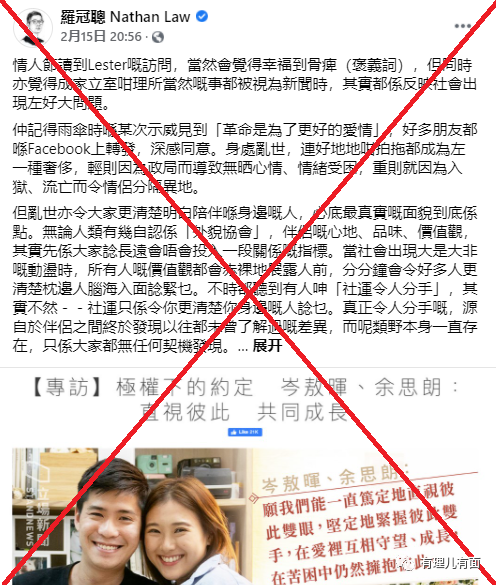 羅冠聰 Nathan Law
2月15日 20:56
情人節讀到Lester嘅訪問，當然會覺得幸福到骨痺（褒義詞），但同時
亦覺得成家立室咁理所當然嘅事都被視為新聞時，其實都係反映社會出
現左好大問題。
仲記得雨傘時喺某次示威見到「革命是為了更好的愛情」，好多朋友都
喺Facebook上轉發，深感同意。身處亂世，連好地地咁拍拖都成為左
一種奢侈，輕則因為政局而導致無晒心情、情緒受困，重則就因為入
獄、流亡而令情侶分隔異地。
但亂世亦令大家更清楚明白陪伴喺身邊嘅人，心底最真實嘅面貌到底係
點。無論人有幾自認係「外貌協會」，伴侶嘅心地、品味、價值觀，
其實先係大家諗長遠會唔會投入一段關係嘅指標。當社會出現大是大非
嘅動盪時，所有人嘅價值觀都會赤裸地展露人前，分分鐘會令好多人更
清楚枕邊人腦海入面諗緊乜。不時都聽到有人呻「社運令人分手」，其
實不然 - - 社運只係令你更清楚你身邊嘅人諗乜。真正令人分手嘅，源
自於伴侶之間終於發現以往都未曾了解過嘅差異，而呢類野本身一直存
在，只係大家都無任何契機發現。... 展开
【專訪】極權下的約定　岑敖暉、余思朗：
直視彼此　共同成長
Like
立場新聞
STANDNEWS
岑敖暉、余思朗：
願我們能一直篤定地直視彼
此雙眼，堅定地緊握彼此雙
手，在愛裡互相守望、成長，
在苦困中仍然擁抱
有理儿有面